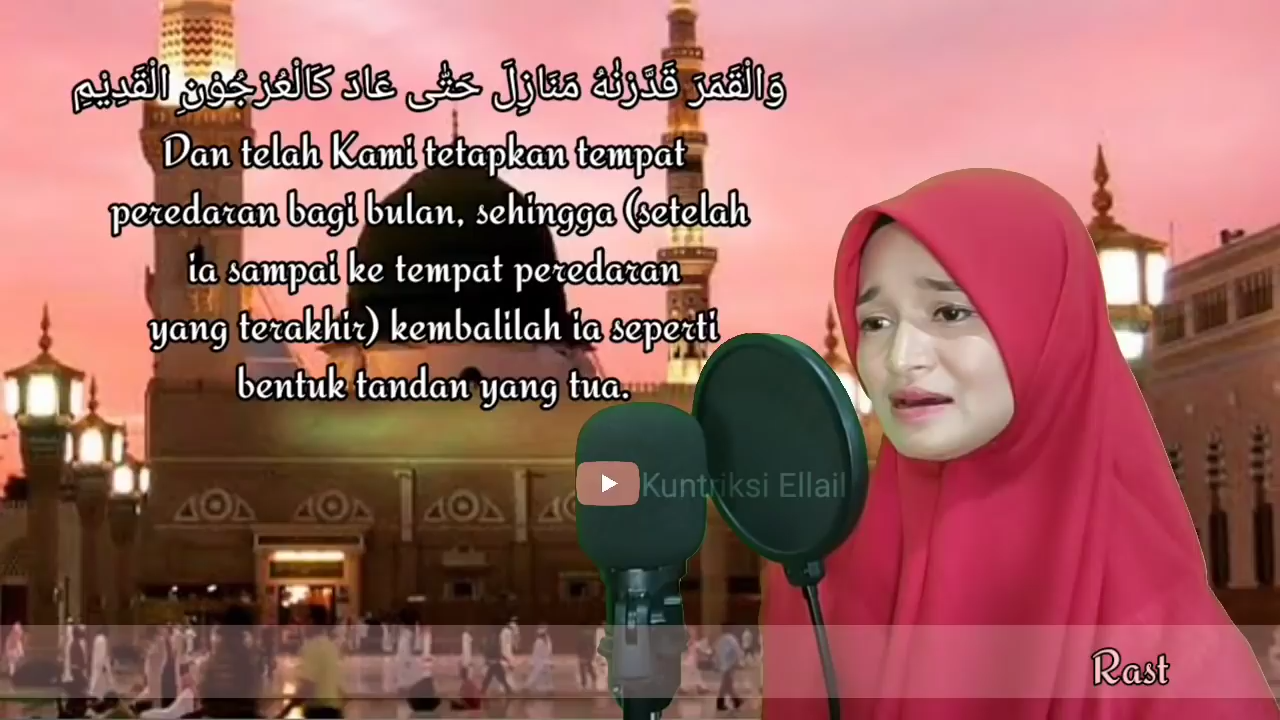 وَالْقَمَرَ قَدَّرْنٰهُ مَنَازِلَ حَتّٰى عَادَ كَالْعُرْجُوْنِ الْقَدِيْمِ
Dan telah Kami tetapkan tempat
peredaran bagi bulan, sehingga (setelah
ia sampai ke tempat peredaran
yang terakhir) kembalilah ia seperti
bentuk tandan yang tua.
Kuntriksi Ellail
Rast